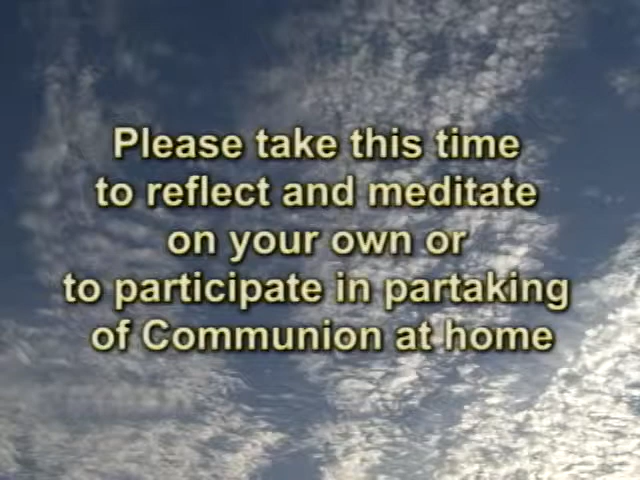 Please take this time
to reflect and meditate
on your own or
to participate in partaking
of Communion at home